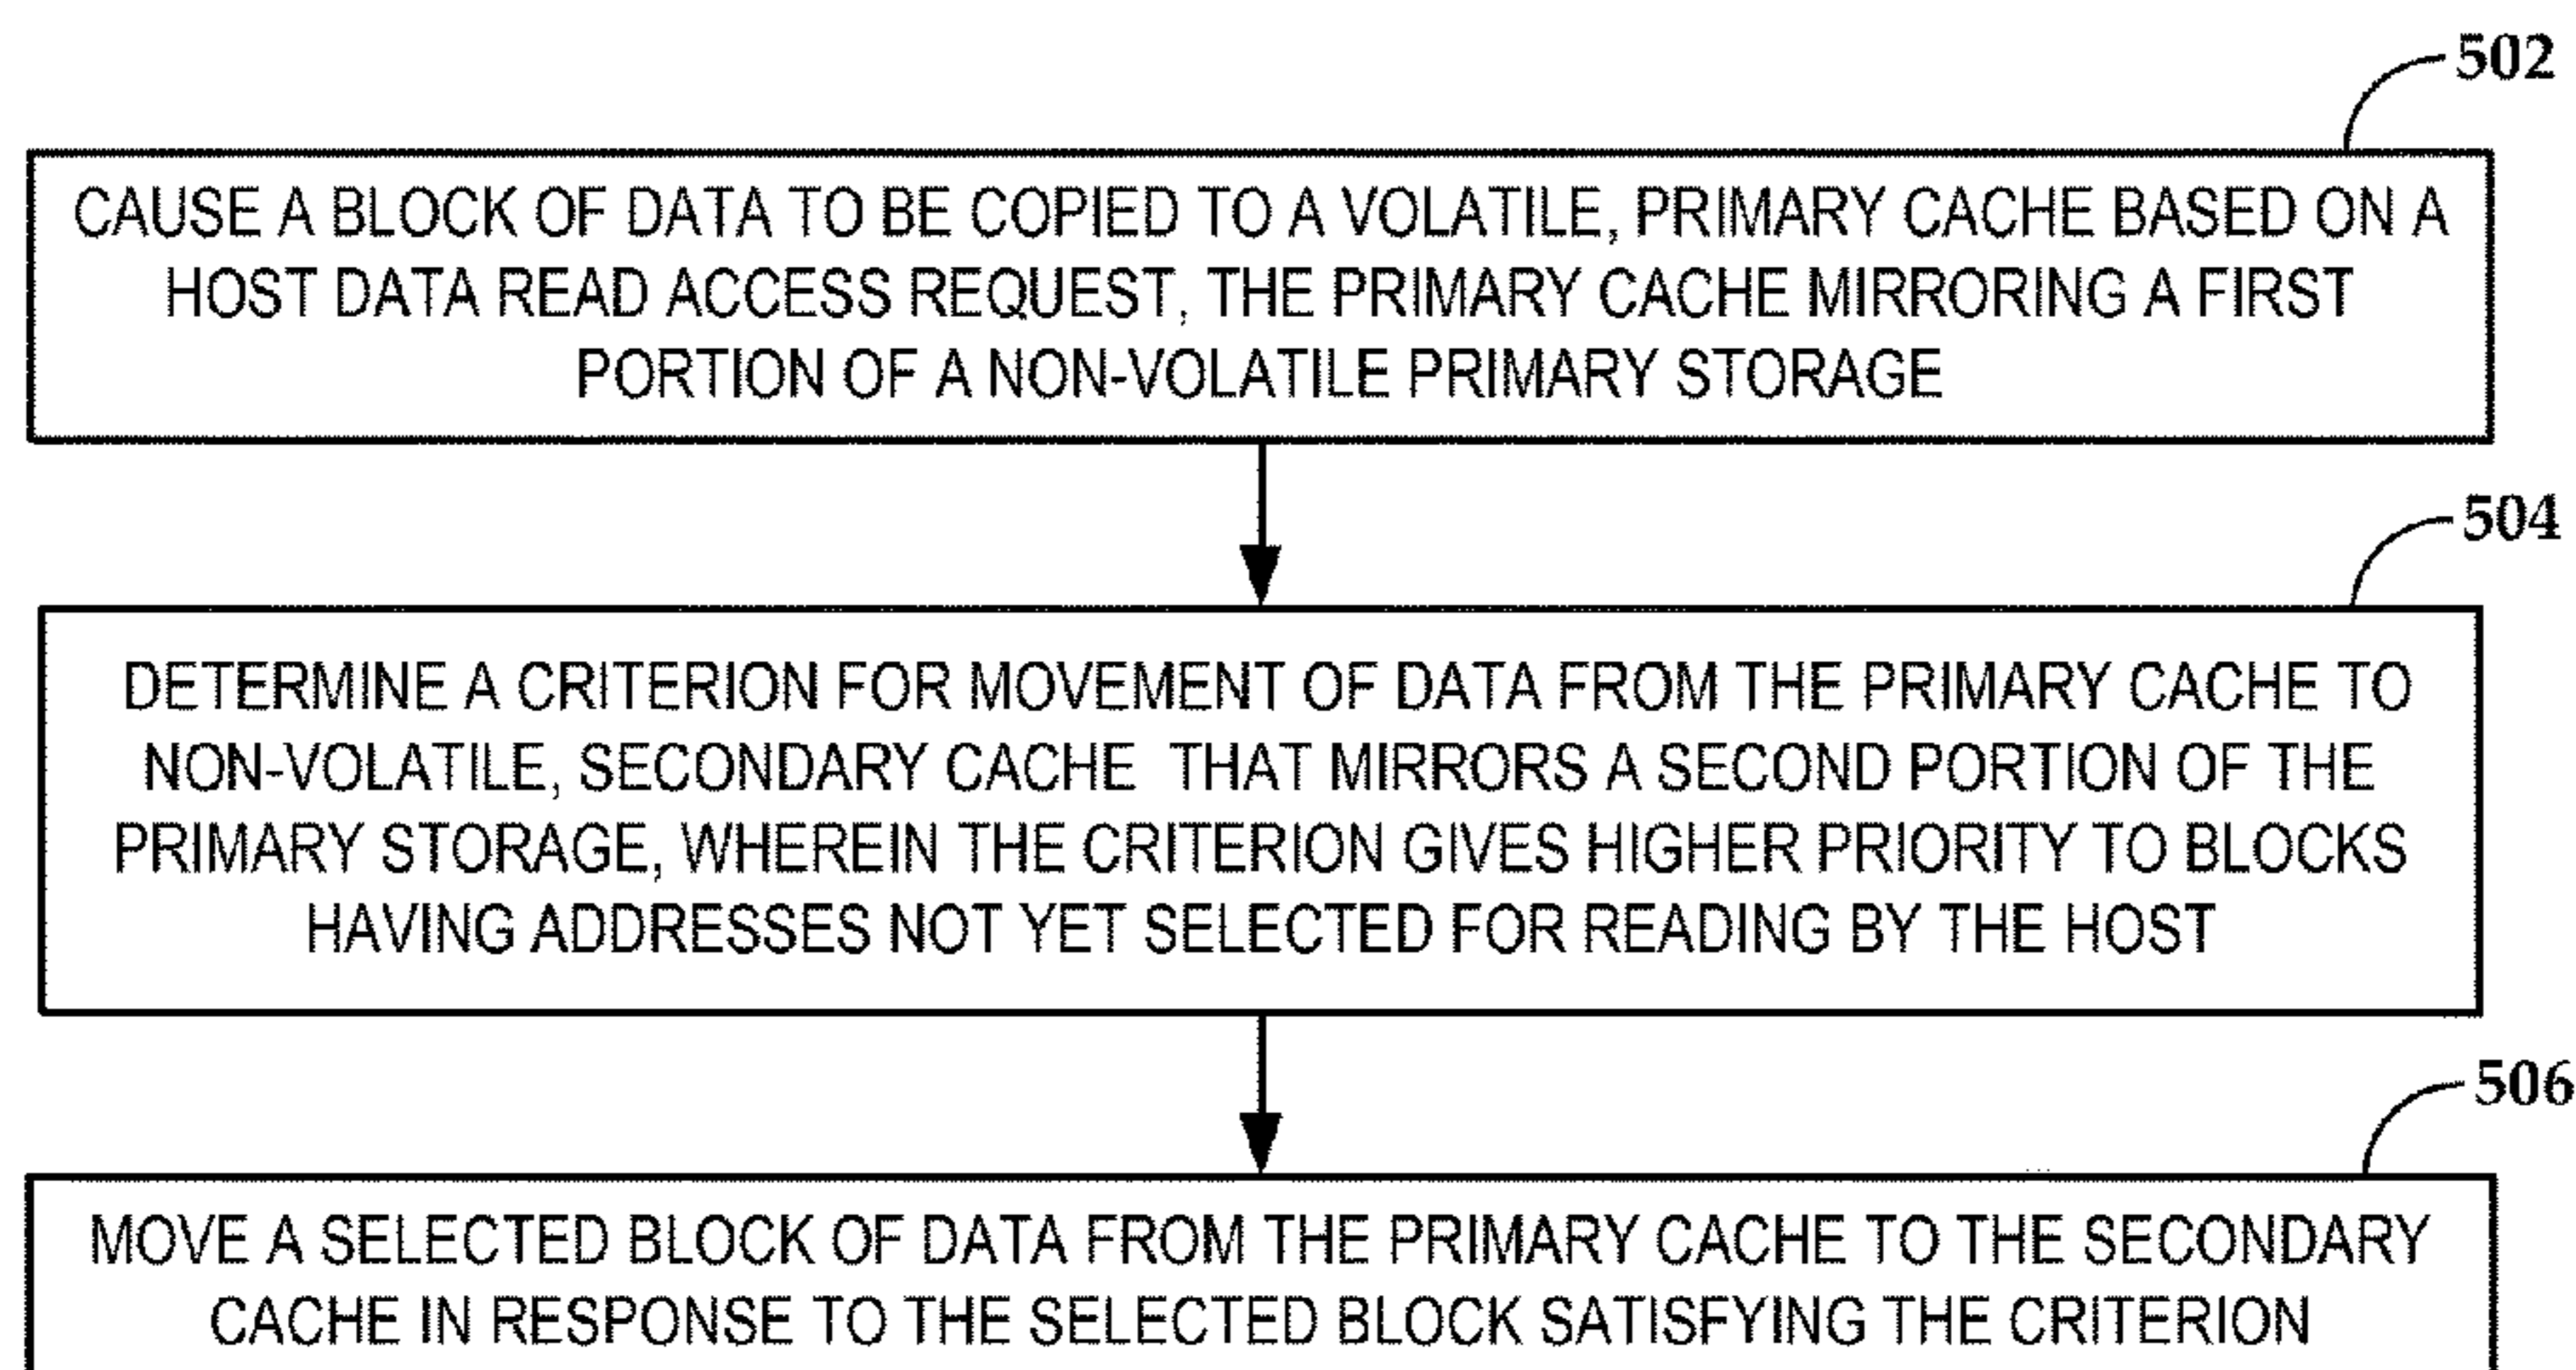 502
CAUSE A BLOCK OF DATA TO BE COPIED TO A VOLATILE, PRIMARY CACHE BASED ON A
HOST DATA READ ACCESS REQUEST, THE PRIMARY CACHE MIRRORING A FIRST
PORTION OF A NON-VOLATILE PRIMARY STORAGE
504
DETERMINE A CRITERION FOR MOVEMENT OF DATA FROM THE PRIMARY CACHE TO
NON-VOLATILE, SECONDARY CACHE THAT MIRRORS A SECOND PORTION OF THE
PRIMARY STORAGE, WHEREIN THE CRITERION GIVES HIGHER PRIORITY TO BLOCKS
HAVING ADDRESSES NOT YET SELECTED FOR READING BY THE HOST
506
MOVE A SELECTED BLOCK OF DATA FROM THE PRIMARY CACHE TO THE SECONDARY
CACHE IN RESPONSE TO THE SELECTED BLOCK SATISFYING THE CRITERION